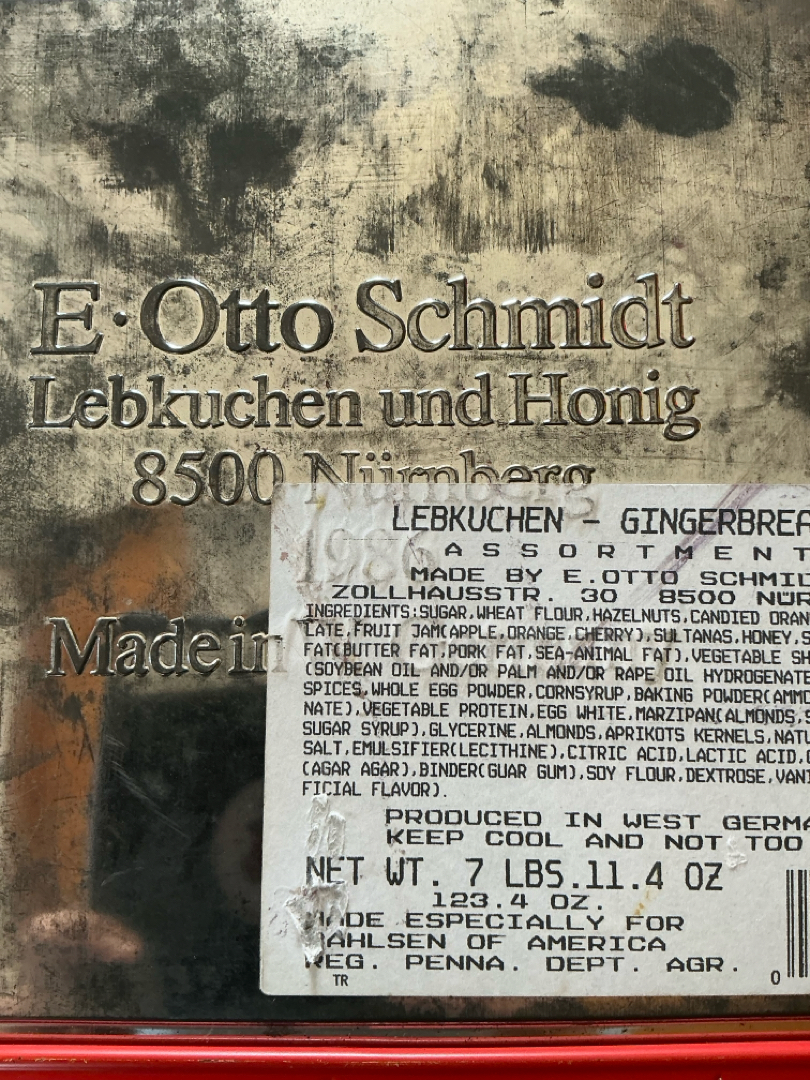 E·Otto Schmidt
Lebkuchen und Honig
8500 Nürnberg
1986
Made in
LEBKUCHEN - GINGERBREA
ASSORTMENT
MADE BY E.OTTO SCHMI
ZOLLHAUSSTR. 30 8500 NÜR
INGREDIENTS:SUGAR,WHEAT FLOUR,HAZELNUTS,CANDIED ORAN
LATE,FRUIT JAM(APPLE,ORANGE,CHERRY),SULTANAS,HONEY,S
FAT(BUTTER FAT,PORK FAT,SEA-ANIMAL FAT),VEGETABLE SH
(SOYBEAN OIL AND/OR PALM AND/OR RAPE OIL HYDROGENATE
SPICES,WHOLE EGG POWDER,CORNSYRUP,BAKING POWDER(AMMO
NATE),VEGETABLE PROTEIN,EGG WHITE,MARZIPAN(ALMONDS,S
SUGAR SYRUP),GLYCERINE,ALMONDS,APRIKOTS KERNELS,NATU
SALT,EMULSIFIER(LECITHINE),CITRIC ACID,LACTIC ACID,
(AGAR AGAR),BINDER(GUAR GUM),SOY FLOUR,DEXTROSE,VANI
FICIAL FLAVOR).
PRODUCED IN WEST GERMA
KEEP COOL AND NOT TOO
NET WT. 7 LBS.11.4 OZ
123.4 OZ.
MADE ESPECIALLY FOR
BAHLSEN OF AMERICA
REG. PENNA. DEPT. AGR.
TR
0